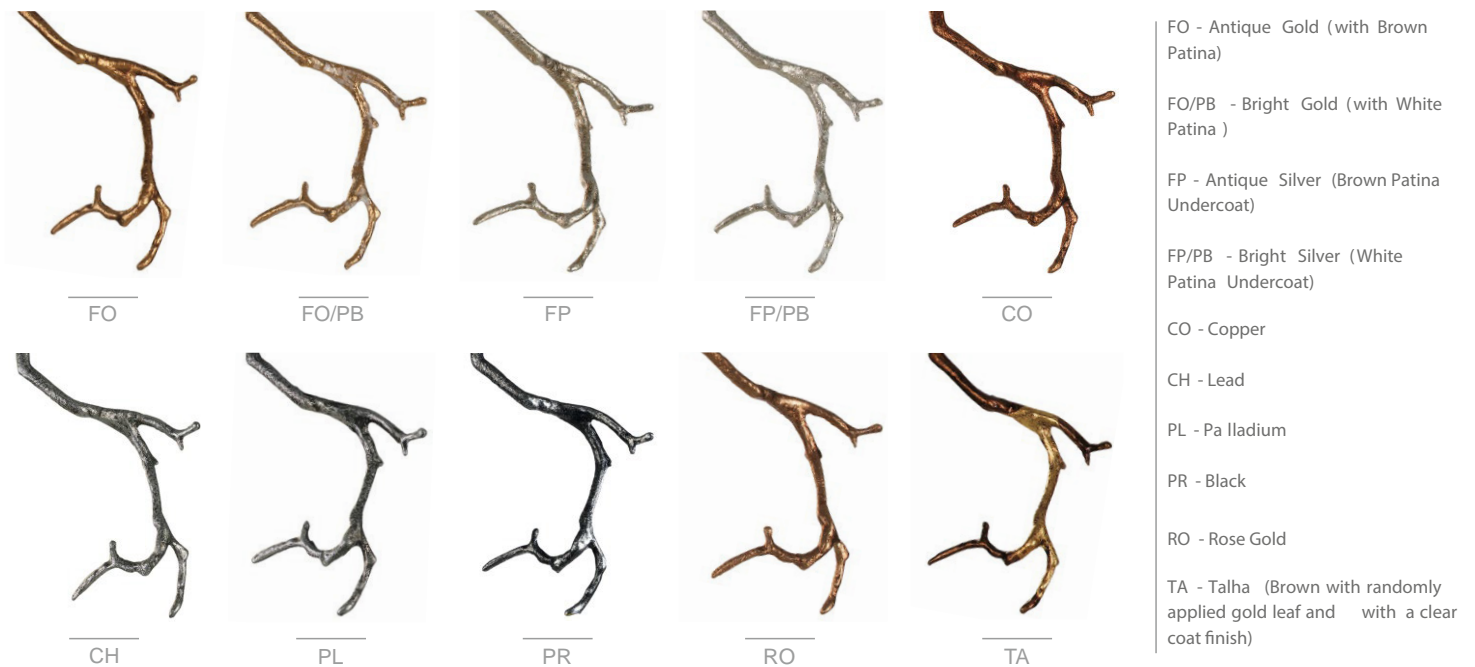 FO
FO/PB
FP
FP/PB
CO
CH
PL
PR
RO
TA
FO - Antique Gold (with Brown
Patina)
FO/PB - Bright Gold (with White
Patina )
FP - Antique Silver (Brown Patina
Undercoat)
FP/PB - Bright Silver (White
Patina Undercoat)
CO - Copper
CH - Lead
PL - Pa lladium
PR - Black
RO - Rose Gold
TA - Talha (Brown with randomly
applied gold leaf and with a clear
coat finish)